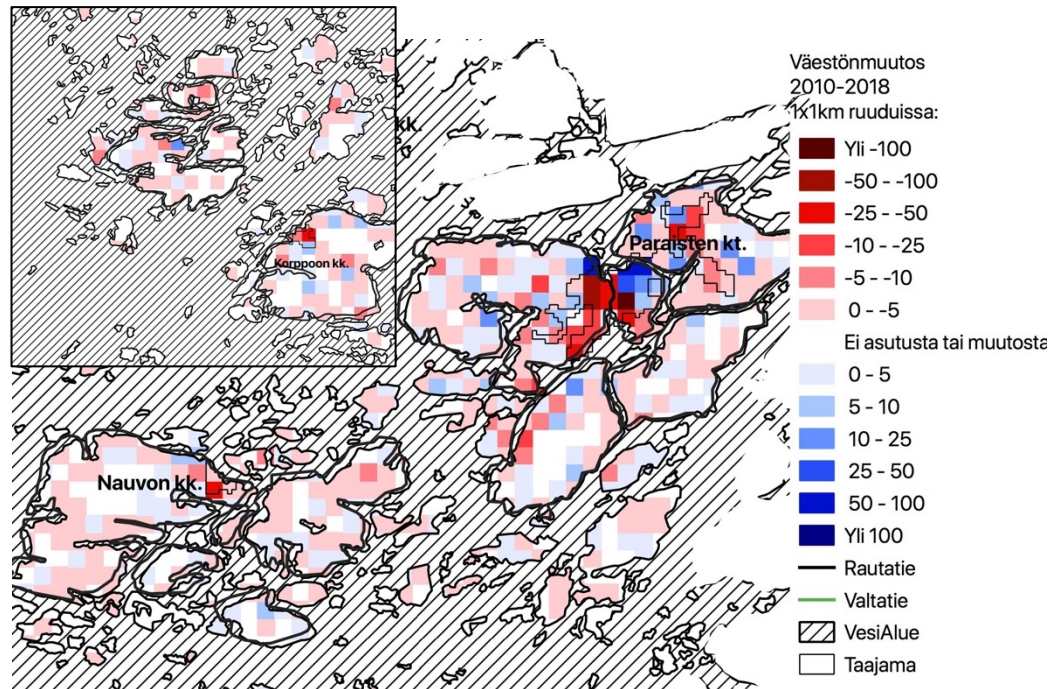 kk.
Korppoon kk.
Paraisten kt.
Nauvon kk.
Väestönmuutos
2010-2018
1x1km ruuduissa:
Yli -100
-50 - -100
-25 - -50
-10 - -25
-5 - -10
0 - -5
Ei asutusta tai muutosta
0 - 5
5 - 10
10 - 25
25 - 50
50 - 100
Yli 100
Rautatie
Valtatie
VesiAlue
Taajama